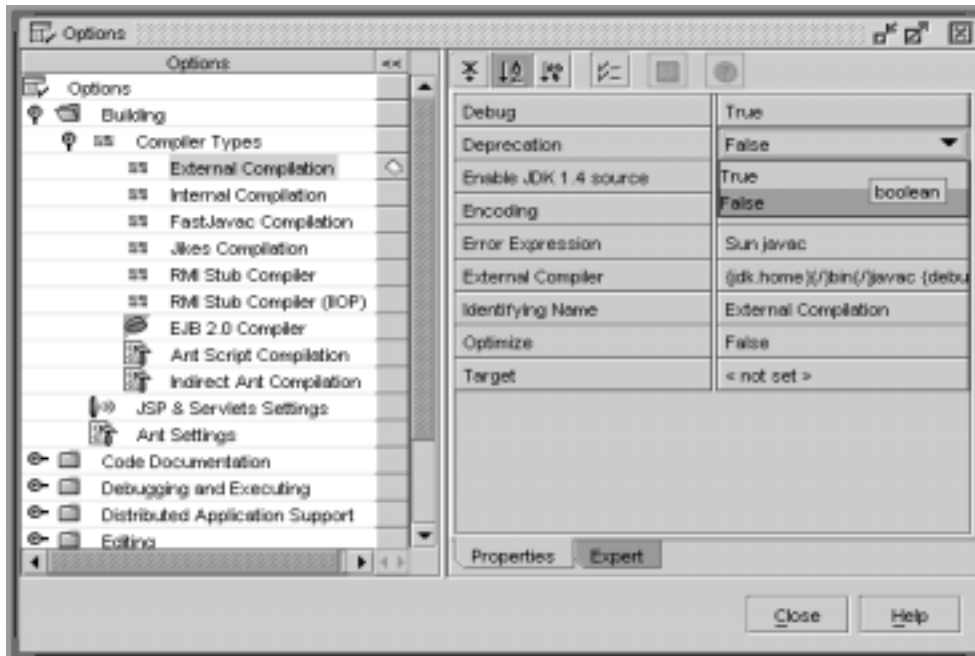 Options
Options
<<
Options
Building
Compiler Types
External Compilation
Internal Compilation
FastJavac Compilation
Jikes Compilation
RMI Stub Compiler
RMI Stub Compiler (IIOP)
EJB 2.0 Compiler
Ant Script Compilation
Indirect Ant Compilation
JSP & Servlets Settings
Ant Settings
Code Documentation
Debugging and Executing
Distributed Application Support
Editing
Debug True
Deprecation False
Enable JDK 1.4 source True
boolean
Encoding False
Error Expression Sun javac
External Compiler {jdk.home}{/}bin{/}javac {debu
Identifying Name External Compilation
Optimize False
Target < not set >
Properties Expert
Close Help